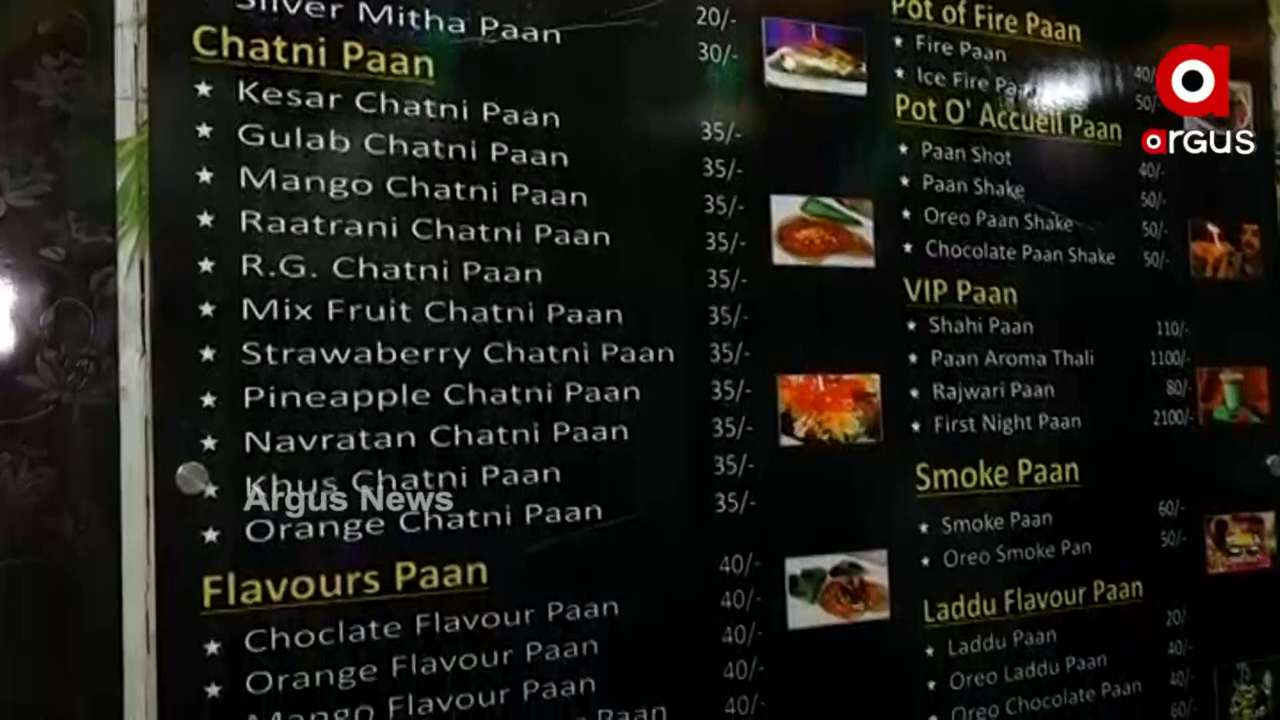 Silver Mitha Paan 20/-
30/-
Chatni Paan
★ Kesar Chatni Paan 35/-
★ Gulab Chatni Paan 35/-
★ Mango Chatni Paan 35/-
★ Raatrani Chatni Paan 35/-
★ R.G. Chatni Paan 35/-
★ Mix Fruit Chatni Paan 35/-
★ Strawaberry Chatni Paan 35/-
★ Pineapple Chatni Paan 35/-
★ Navratan Chatni Paan 35/-
★ Khus Chatni Paan 35/-
★ Orange Chatni Paan 35/-
Flavours Paan
★ Choclate Flavour Paan 40/-
★ Orange Flavour Paan 40/-
Mango Flavour Paan 40/-
Paan 40/-
40/-
Pot of Fire Paan
★ Fire Paan 40/-
★ Ice Fire Paan 50/-
Pot O' Accueil Paan
★ Paan Shot 40/-
★ Paan Shake 50/-
★ Oreo Paan Shake 50/-
★ Chocolate Paan Shake 50/-
VIP Paan
★ Shahi Paan 110/-
★ Paan Aroma Thali 1100/-
★ Rajwari Paan 80/-
★ First Night Paan 2100/-
Smoke Paan
★ Smoke Paan 60/-
★ Oreo Smoke Pan 50/-
Laddu Flavour Paan
★ Laddu Paan 20/
★ Oreo Laddu Paan 40/-
★ Oreo Chocolate Paan 40/-
60/-
argus
Argus News